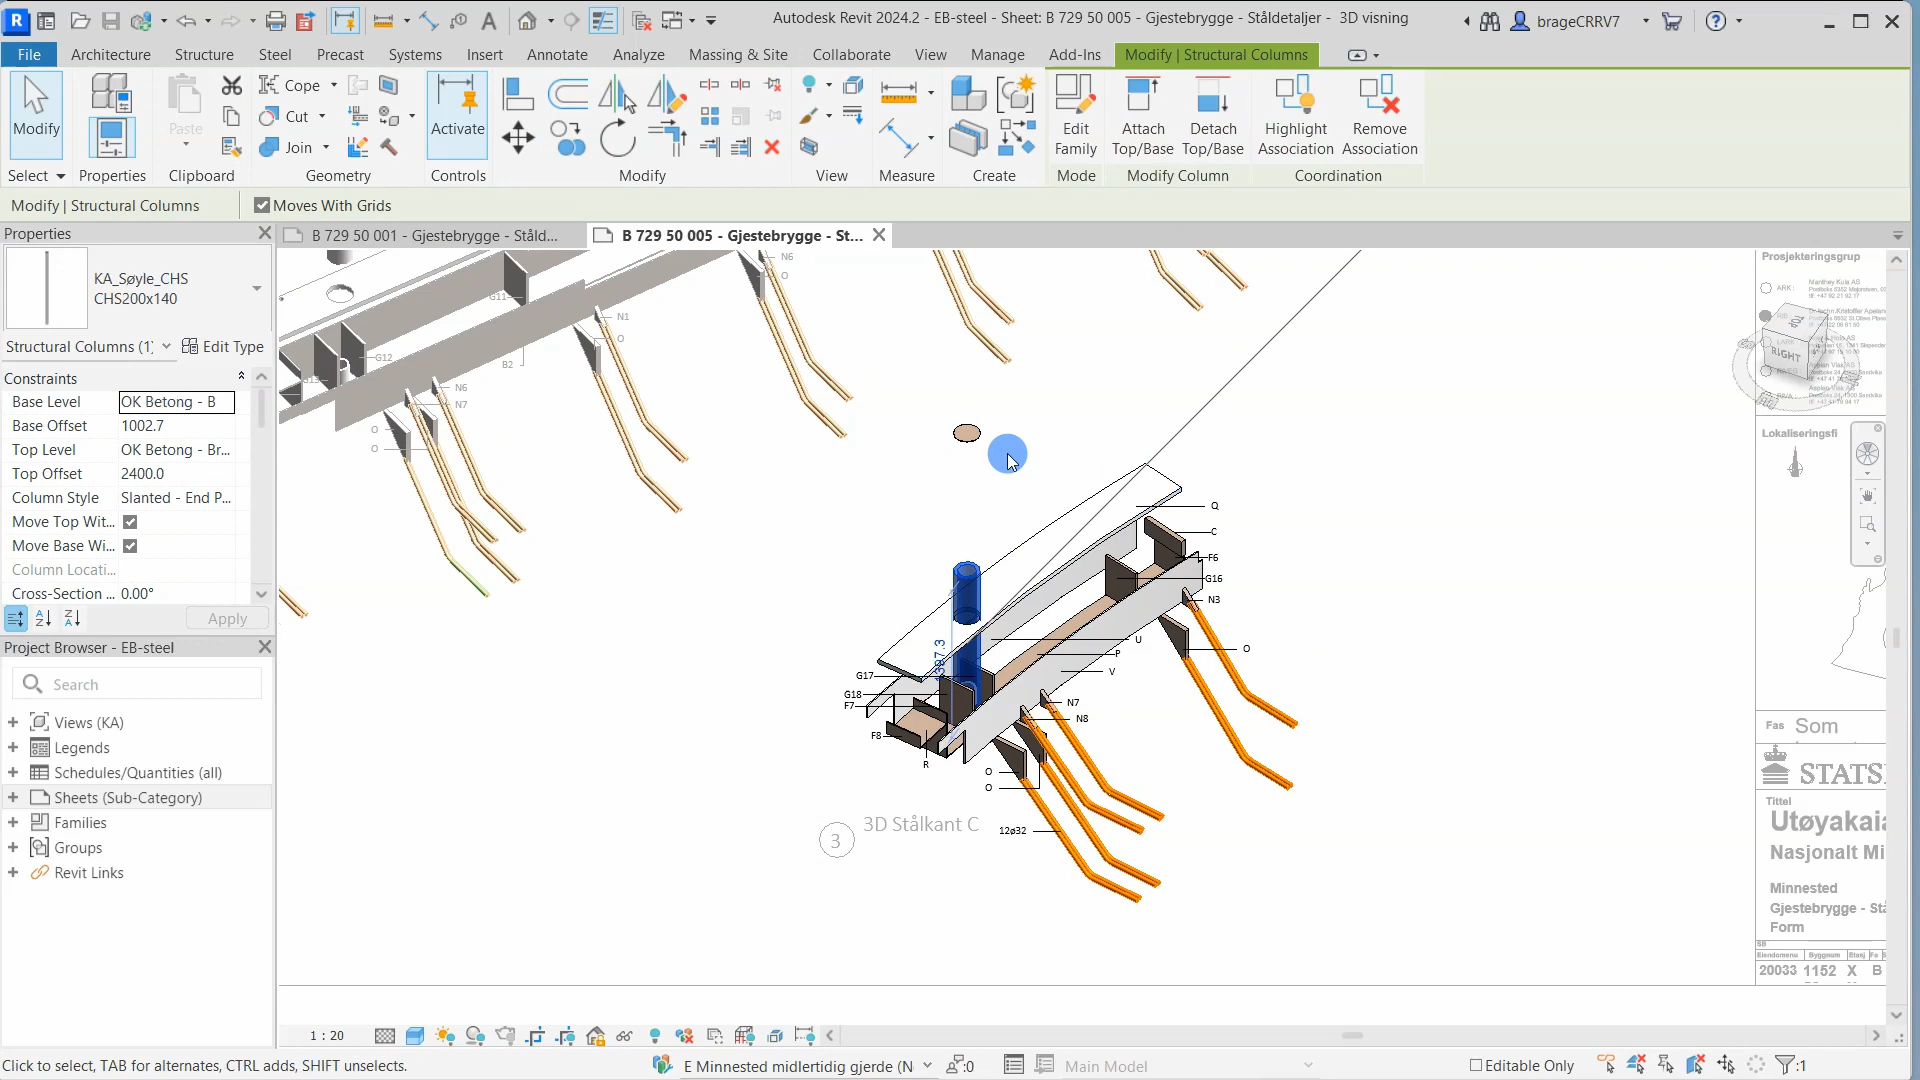 Autodesk Revit 2024.2 - EB-steel - Sheet: B 729 50 005 - Gjestebrygge - Ståldetaljer - 3D visning
brageCRRV7
File Architecture Structure Steel Precast Systems Insert Annotate Analyze Massing & Site Collaborate View Manage Add-Ins Modify | Structural Columns
Modify Paste Cope Cut Join Activate Edit Family Attach Top/Base Detach Top/Base Highlight Association Remove Association
Select Properties Clipboard Geometry Controls Modify View Measure Create Mode Modify Column Coordination
Modify | Structural Columns Moves With Grids
Properties
B 729 50 001 - Gjestebrygge - Ståld...
B 729 50 005 - Gjestebrygge - St...
KA_Søyle_CHS
CHS200x140
Structural Columns (1) Edit Type
Constraints
Base Level OK Betong - B
Base Offset 1002.7
Top Level OK Betong - Br...
Top Offset 2400.0
Column Style Slanted - End P...
Move Top Wit...
Move Base Wi...
Column Locati...
Cross-Section ... 0.00°
Apply
Project Browser - EB-steel
Search
Views (KA)
Legends
Schedules/Quantities (all)
Sheets (Sub-Category)
Families
Groups
Revit Links
N6
O
G11
N1
O
B2
G12
N6
N7
O
O
Q
C
F6
G16
N3
O
U
P
V
G17
G18
F7
F8
R
N7
N8
O
O
12ø32
3
3D Stålkant C
Prosjekteringsgrup
ARK:
TOP
RIGHT
Lokaliseringsfi
Fas Som
STATS
Tittel
Utøyakaia
Nasjonalt Mi
Minnested
Gjestebrygge - Stå
Form
20033 1152 X B
1 : 20
Click to select, TAB for alternates, CTRL adds, SHIFT unselects.
E Minnested midlertidig gjerde (N
:0
Main Model
Editable Only
:1